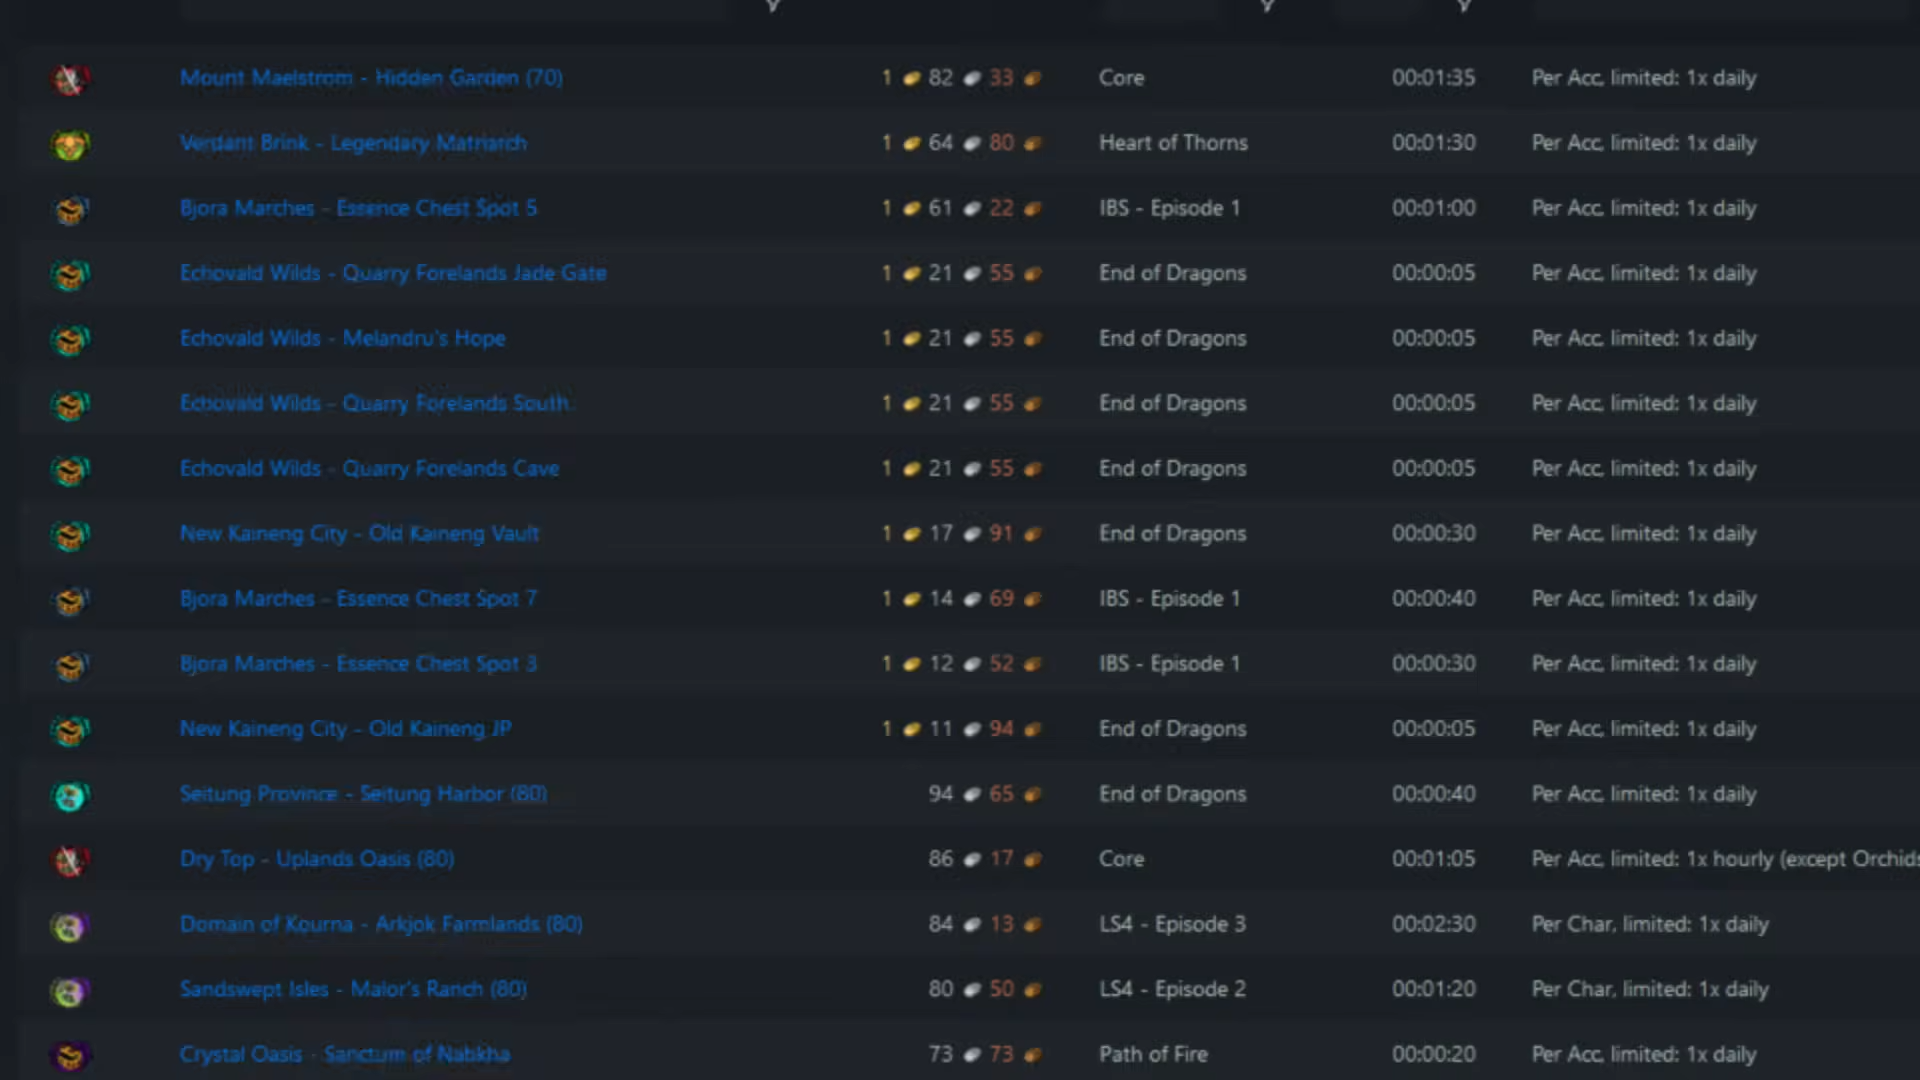 Mount Maelstrom - Hidden Garden (70) 1 82 33 Core 00:01:35 Per Acc, limited: 1x daily
Verdant Brink - Legendary Matriarch 1 64 80 Heart of Thorns 00:01:30 Per Acc, limited: 1x daily
Bjora Marches - Essence Chest Spot 5 1 61 22 IBS - Episode 1 00:01:00 Per Acc, limited: 1x daily
Echovald Wilds - Quarry Forelands Jade Gate 1 21 55 End of Dragons 00:00:05 Per Acc, limited: 1x daily
Echovald Wilds - Melandru's Hope 1 21 55 End of Dragons 00:00:05 Per Acc, limited: 1x daily
Echovald Wilds - Quarry Forelands South 1 21 55 End of Dragons 00:00:05 Per Acc, limited: 1x daily
Echovald Wilds - Quarry Forelands Cave 1 21 55 End of Dragons 00:00:05 Per Acc, limited: 1x daily
New Kaineng City - Old Kaineng Vault 1 17 91 End of Dragons 00:00:30 Per Acc, limited: 1x daily
Bjora Marches - Essence Chest Spot 7 1 14 69 IBS - Episode 1 00:00:40 Per Acc, limited: 1x daily
Bjora Marches - Essence Chest Spot 3 1 12 52 IBS - Episode 1 00:00:30 Per Acc, limited: 1x daily
New Kaineng City - Old Kaineng JP 1 11 94 End of Dragons 00:00:05 Per Acc, limited: 1x daily
Seitung Province - Seitung Harbor (80) 94 65 End of Dragons 00:00:40 Per Acc, limited: 1x daily
Dry Top - Uplands Oasis (80) 86 17 Core 00:01:05 Per Acc, limited: 1x hourly (except Orchids
Domain of Kourna - Arkjok Farmlands (80) 84 13 LS4 - Episode 3 00:02:30 Per Char, limited: 1x daily
Sandswept Isles - Malor's Ranch (80) 80 50 LS4 - Episode 2 00:01:20 Per Char, limited: 1x daily
Crystal Oasis - Sanctum of Nabkha 73 73 Path of Fire 00:00:20 Per Acc, limited: 1x daily